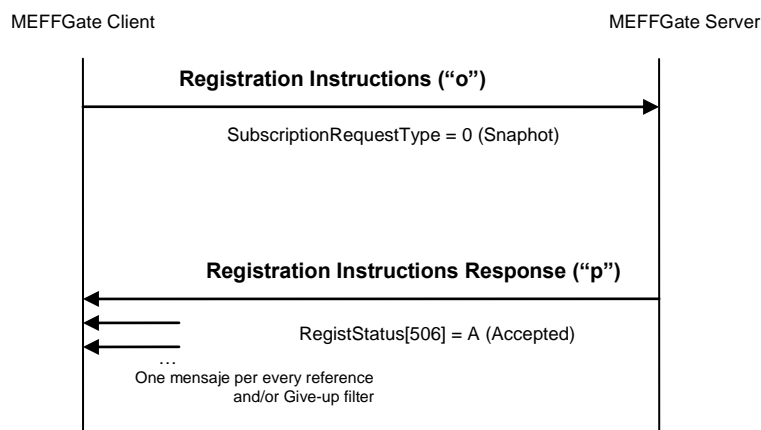 MEFFGate Client
MEFFGate Server
Registration Instructions (“o”)
SubscriptionRequestType = 0 (Snaphot)
Registration Instructions Response (“p”)
RegistStatus[506] = A (Accepted)
…
One mensaje per every reference
and/or Give-up filter